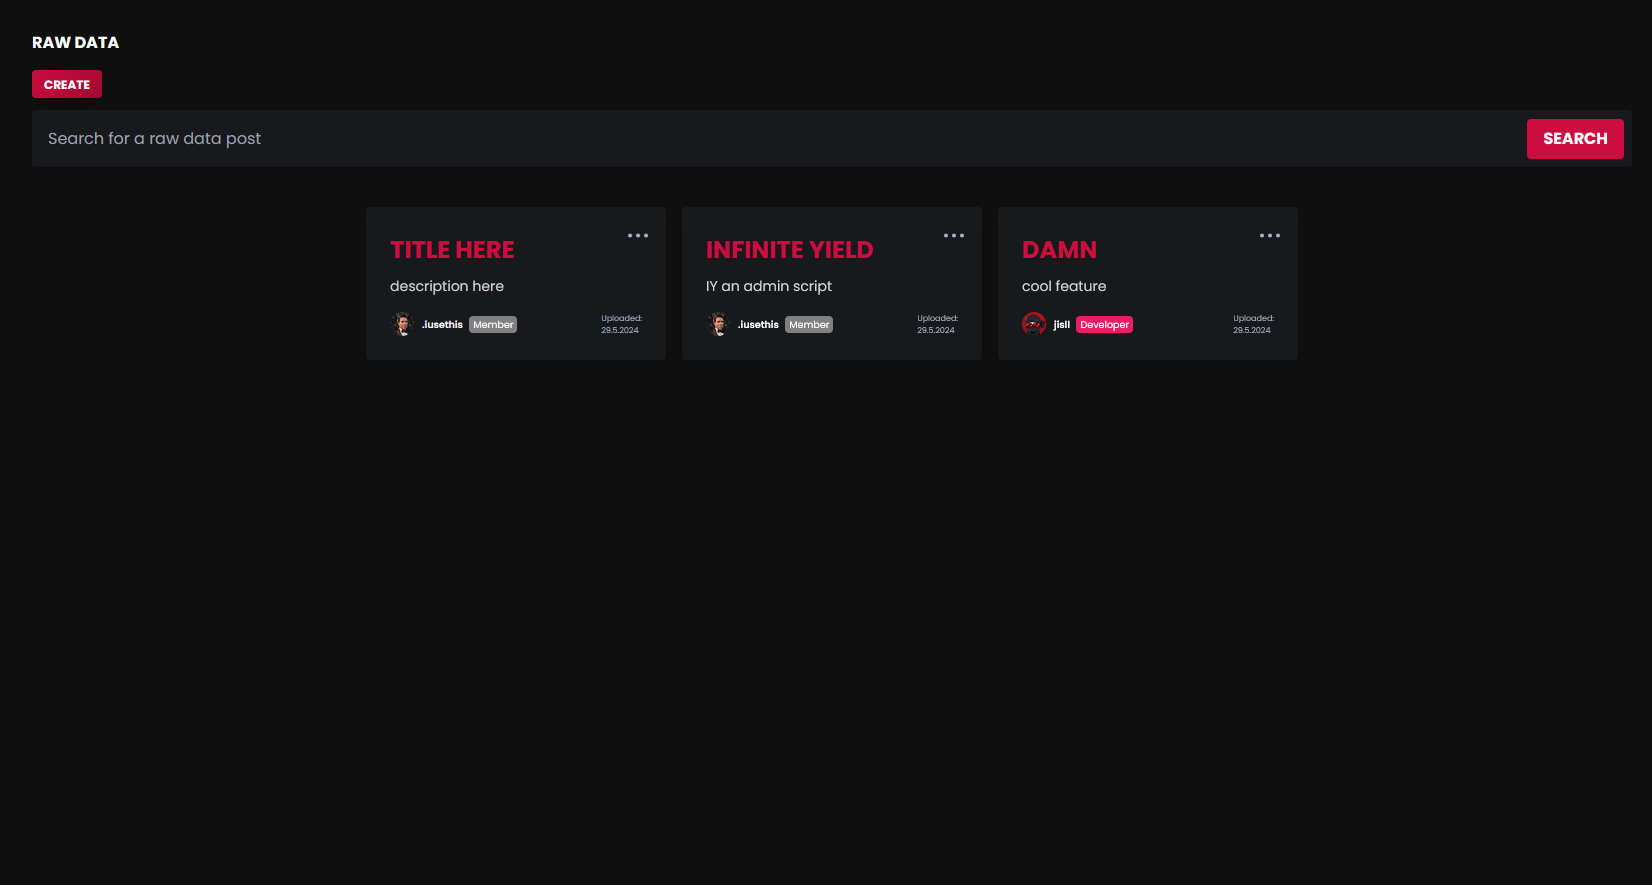 RAW DATA
CREATE
Search for a raw data post
SEARCH
TITLE HERE
description here
.iusethis Member
Uploaded:
29.5.2024
INFINITE YIELD
IY an admin script
.iusethis Member
Uploaded:
29.5.2024
DAMN
cool feature
jisll Developer
Uploaded:
29.5.2024